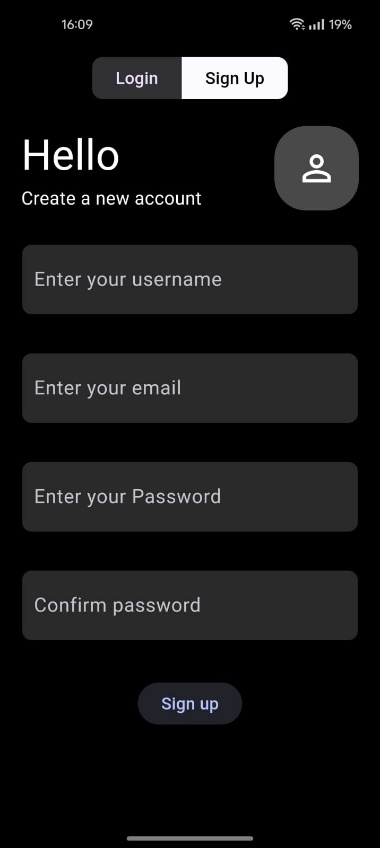 16:09 19%
Login Sign Up
Hello
Create a new account
Enter your username
Enter your email
Enter your Password
Confirm password
Sign up